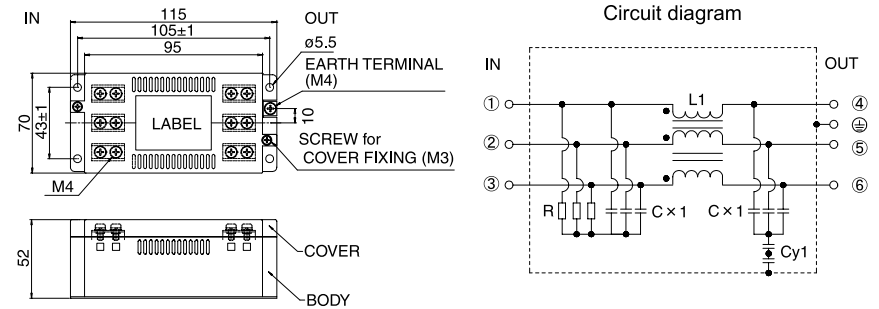 IN
115
OUT
105±1
95
ø5.5
EARTH TERMINAL
(M4)
70
43±1
LABEL
10
SCREW for
COVER FIXING (M3)
M4
52
COVER
BODY
Circuit diagram
IN
OUT
L1
①
④
②
⑤
③
⑥
R
C×1
C×1
Cy1